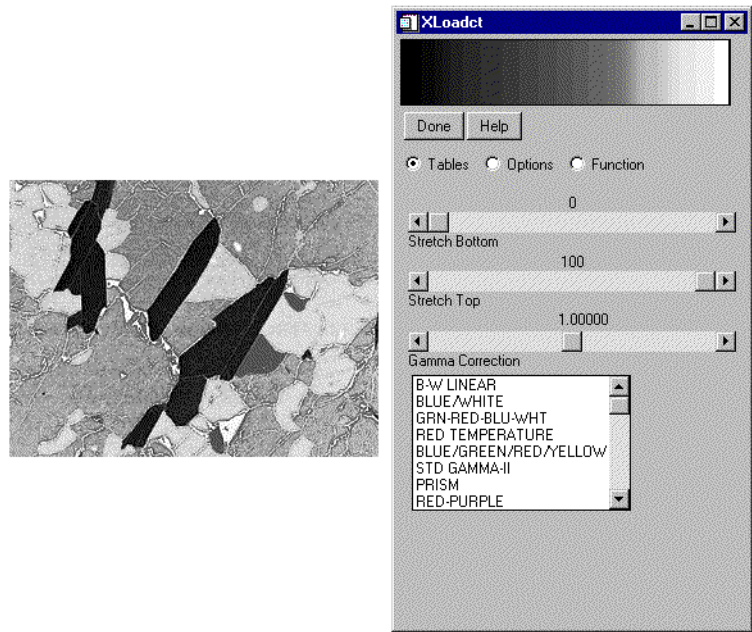 XLoadct
Done Help
Tables Options Function
0
Stretch Bottom
100
Stretch Top
1.00000
Gamma Correction
B-W LINEAR
BLUE/WHITE
GRN-RED-BLU-WHT
RED TEMPERATURE
BLUE/GREEN/RED/YELLOW
STD GAMMA-II
PRISM
RED-PURPLE